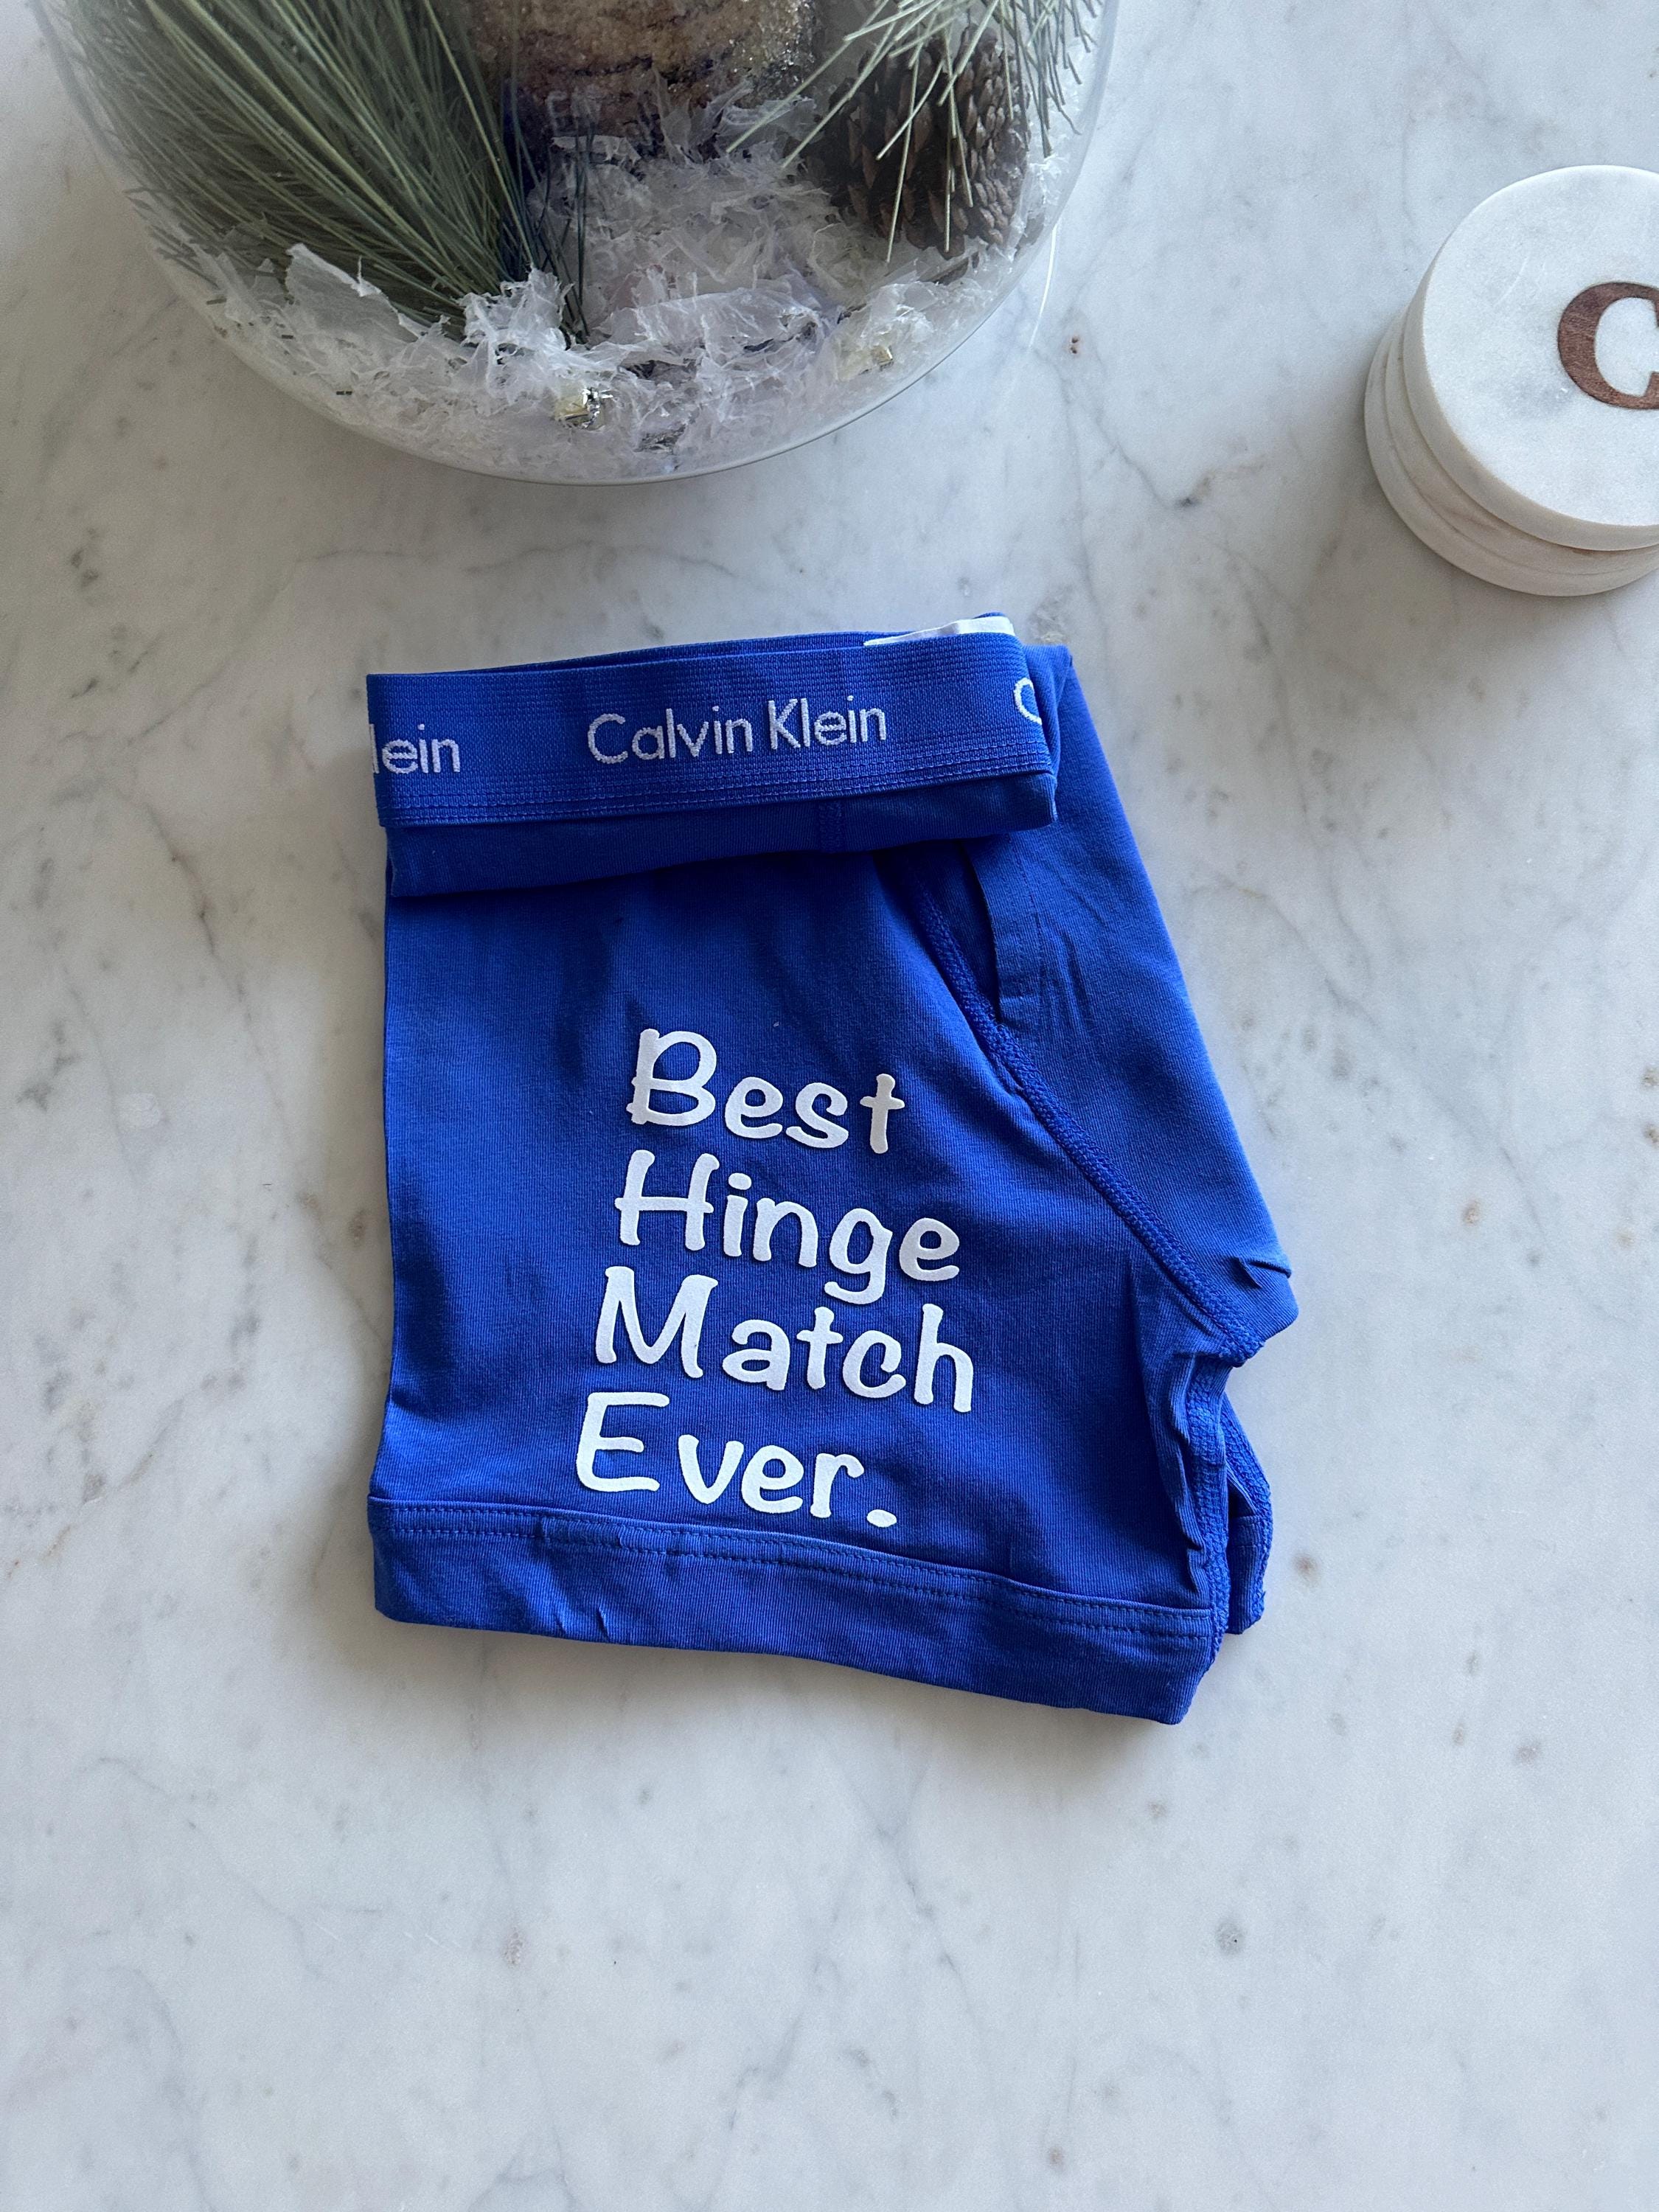 C
lein Calvin Klein C
Best
Hinge
Match
Ever.